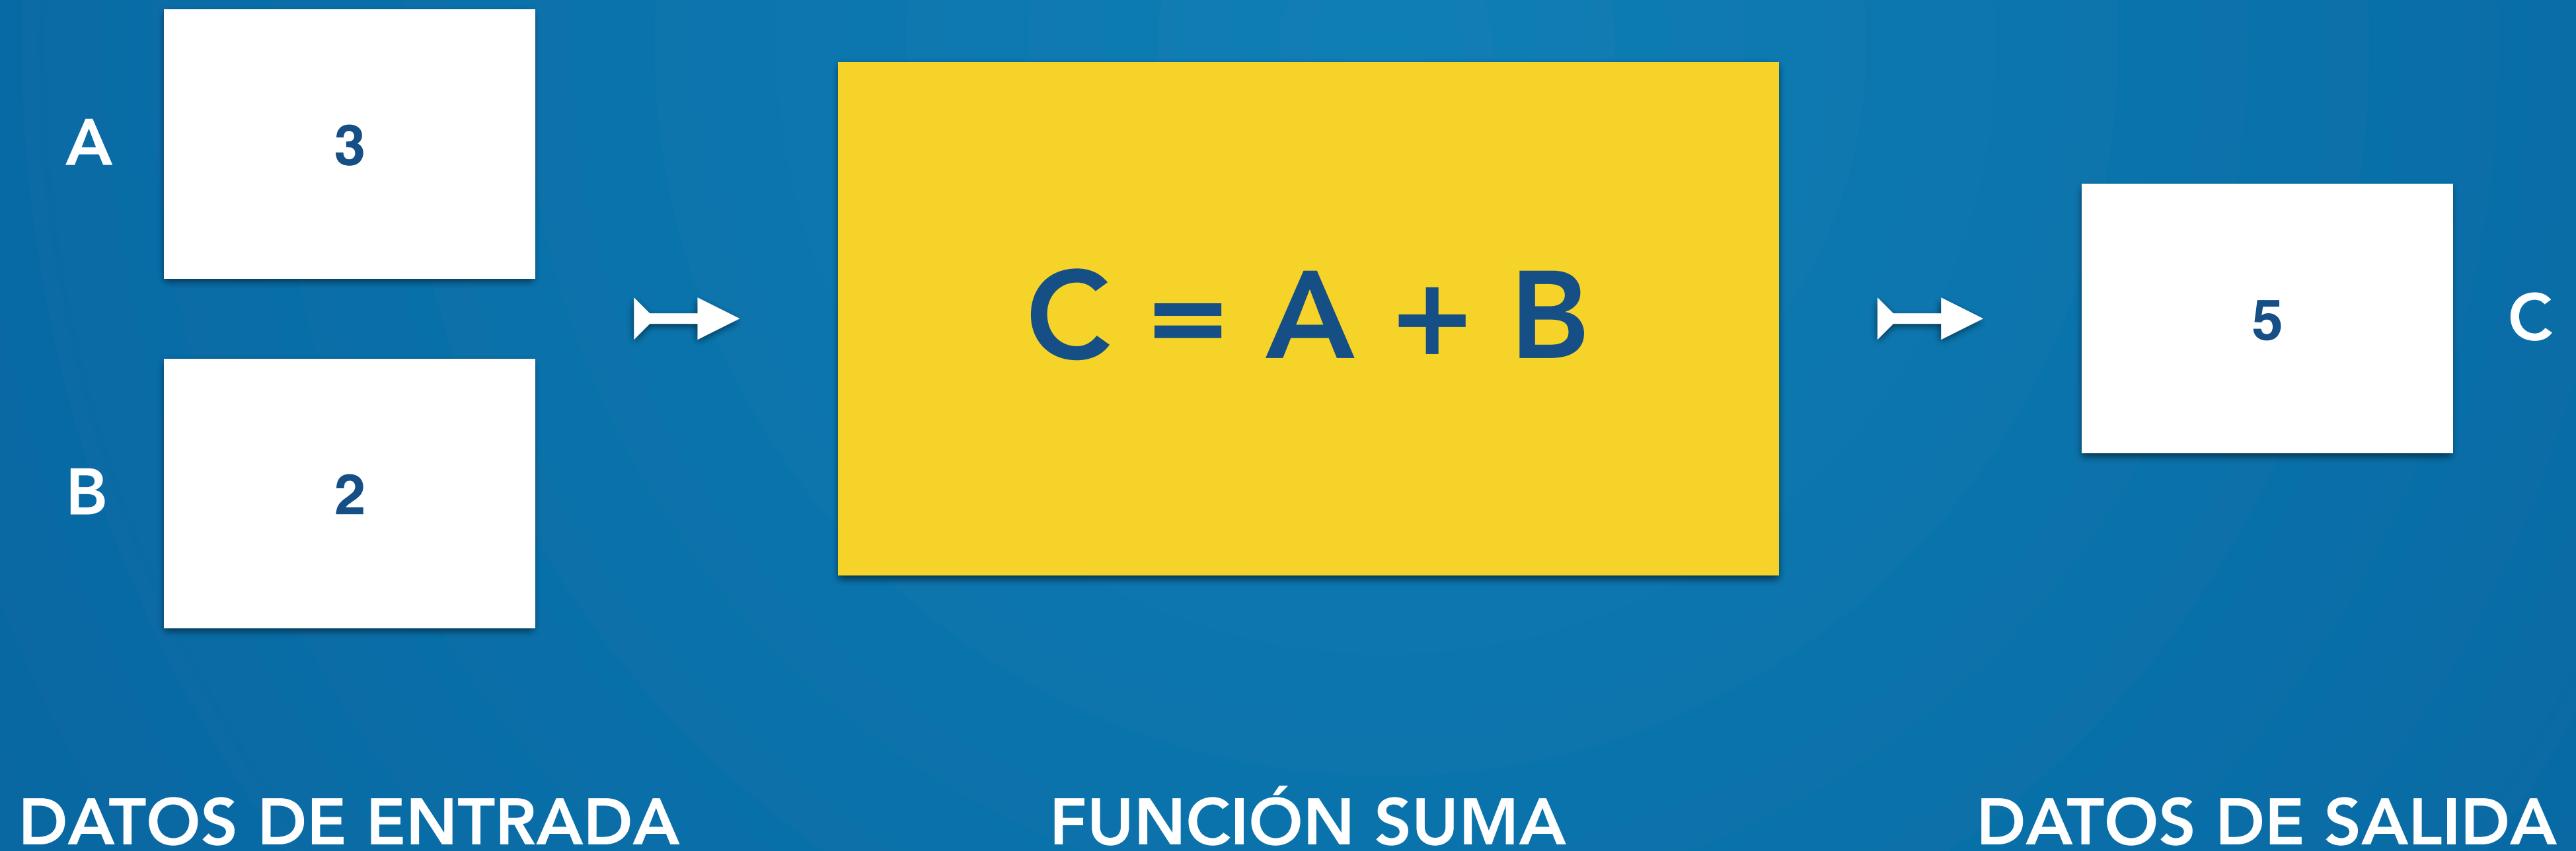 A
3
B
2
C = A + B
5
C
DATOS DE ENTRADA
FUNCIÓN SUMA
DATOS DE SALIDA